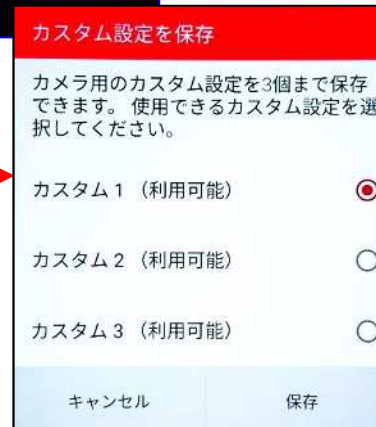 カスタム設定を保存
カメラ用のカスタム設定を3個まで保存
できます。 使用できるカスタム設定を選
択してください。
カスタム 1 （利用可能）
カスタム 2 （利用可能）
カスタム 3 （利用可能）
キャンセル 保存